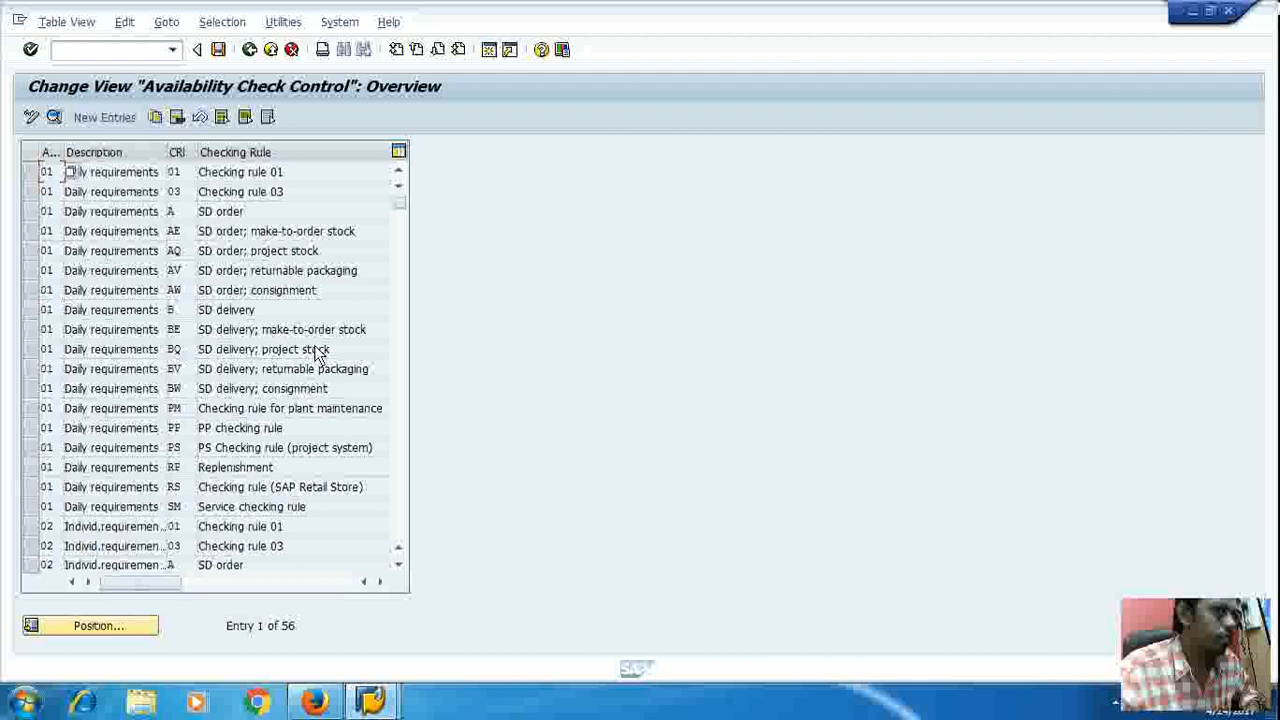 Table View Edit Goto Selection Utilities System Help
Change View "Availability Check Control": Overview
New Entries
A... Description CRl Checking Rule
01 ly requirements 01 Checking rule 01
01 Daily requirements 03 Checking rule 03
01 Daily requirements A SD order
01 Daily requirements AE SD order; make-to-order stock
01 Daily requirements AQ SD order; project stock
01 Daily requirements AV SD order; returnable packaging
01 Daily requirements AW SD order; consignment
01 Daily requirements B SD delivery
01 Daily requirements BE SD delivery; make-to-order stock
01 Daily requirements BQ SD delivery; project stock
01 Daily requirements BV SD delivery; returnable packaging
01 Daily requirements BW SD delivery; consignment
01 Daily requirements PM Checking rule for plant maintenance
01 Daily requirements PP PP checking rule
01 Daily requirements PS PS Checking rule (project system)
01 Daily requirements RP Replenishment
01 Daily requirements RS Checking rule (SAP Retail Store)
01 Daily requirements SM Service checking rule
02 Individ.requiremen... 01 Checking rule 01
02 Individ.requiremen... 03 Checking rule 03
02 Individ.requiremen... A SD order
Position... Entry 1 of 56
SAP